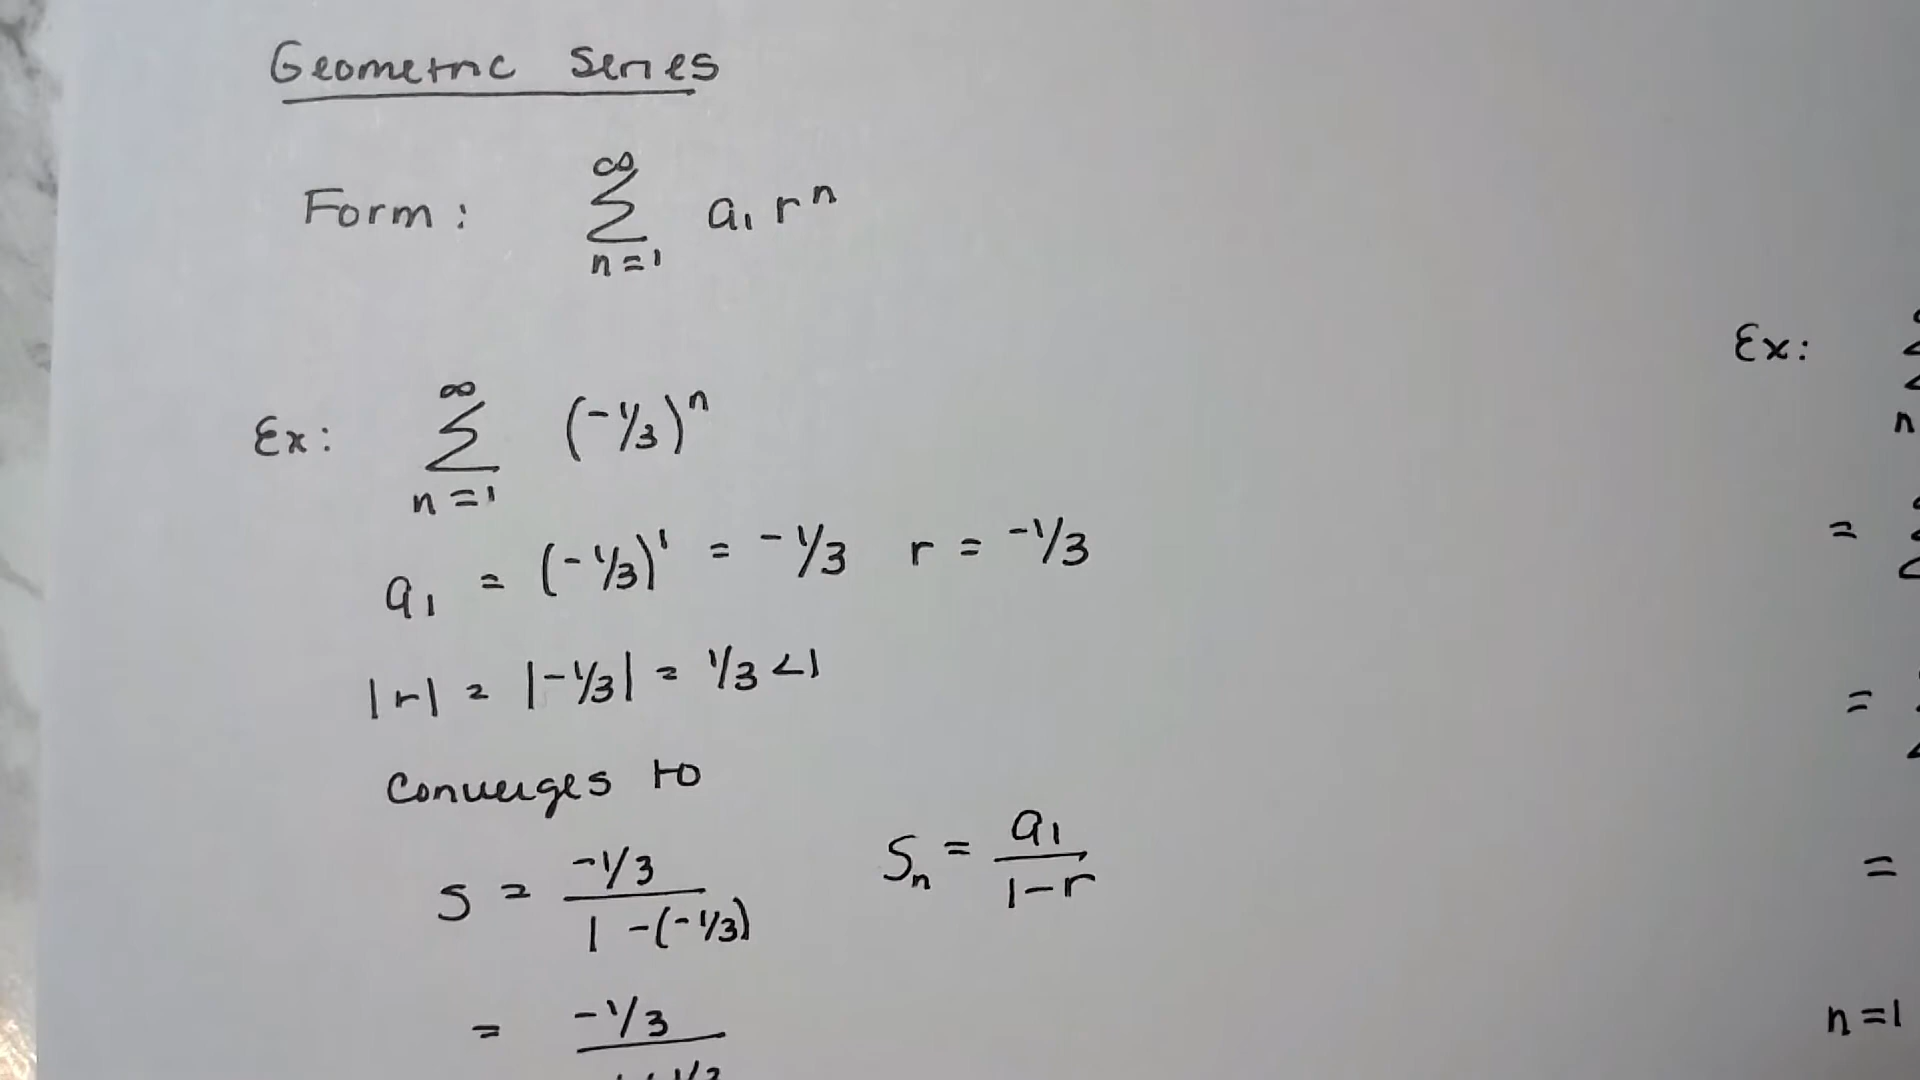 Geometric Series
Form: ∞ Σ n=1 a₁ rⁿ
Ex: ∞ Σ n=1 (-1/3)ⁿ
a₁ = (-1/3)¹ = -1/3 r = -1/3
|r| = |-1/3| = 1/3 < 1
Converges to
S = -1/3 / 1-(-1/3) Sₙ = a₁ / 1-r
= -1/3
Ex:
n
=
=
=
n=1